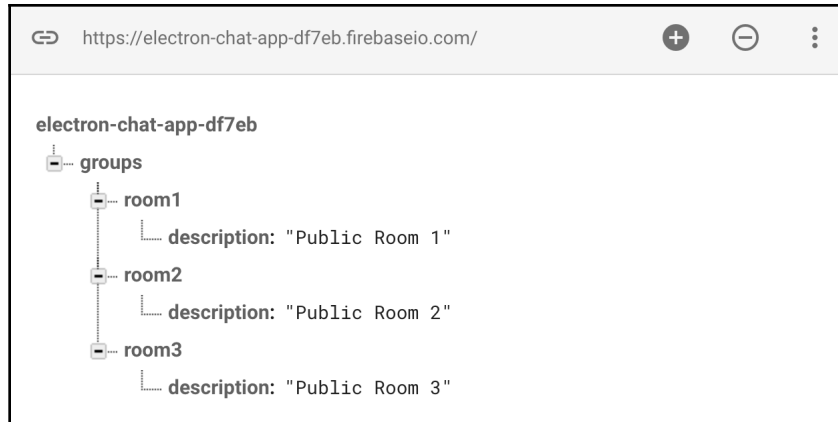 https://electron-chat-app-df7eb.firebaseio.com/
electron-chat-app-df7eb
groups
room1
description: "Public Room 1"
room2
description: "Public Room 2"
room3
description: "Public Room 3"